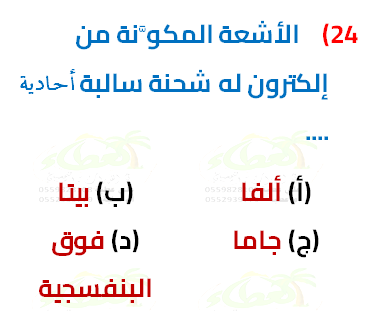 24) الأشعة المكوَّنة من
إلكترون له شحنة سالبة أحادية
....
(أ) ألفا (ب) بيتا
(ج) جاما (د) فوق
البنفسجية